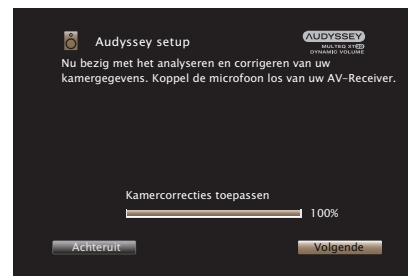 Audyssey setup
AUDYSSEY
MULTEQ XT32
DYNAMIC VOLUME
Nu bezig met het analyseren en corrigeren van uw
kamergegevens. Koppel de microfoon los van uw AV-Receiver.
Kamercorrecties toepassen
100%
Achteruit
Volgende